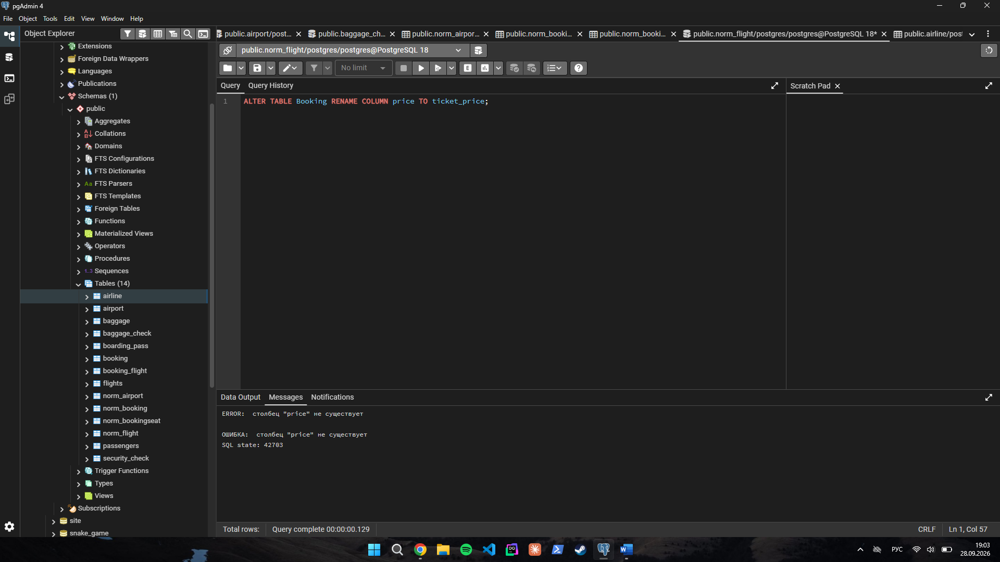 pgAdmin 4
File Object Tools Edit View Window Help
Object Explorer
public.airport/post...
public.baggage_ch...
public.norm_airpor...
public.norm_booki...
public.norm_booki...
public.norm_flight/postgres/postgres@PostgreSQL 18*
public.airline/post
public.norm_flight/postgres/postgres@PostgreSQL 18
No limit
E
Query
Query History
Scratch Pad
1
ALTER TABLE Booking RENAME COLUMN price TO ticket_price;
Extensions
Foreign Data Wrappers
Languages
Publications
Schemas (1)
public
Aggregates
Collations
Domains
FTS Configurations
FTS Dictionaries
Aa FTS Parsers
FTS Templates
Foreign Tables
Functions
Materialized Views
Operators
Procedures
1..3 Sequences
Tables (14)
airline
airport
baggage
baggage_check
boarding_pass
booking
booking_flight
flights
norm_airport
norm_booking
norm_bookingseat
norm_flight
passengers
security_check
Trigger Functions
Types
Views
Subscriptions
site
snake_game
Data Output
Messages
Notifications
ERROR: столбец "price" не существует
ОШИБКА: столбец "price" не существует
SQL state: 42703
Total rows:
Query complete 00:00:00.129
CRLF
Ln 1, Col 57
РУС
19:03
28.09.2026